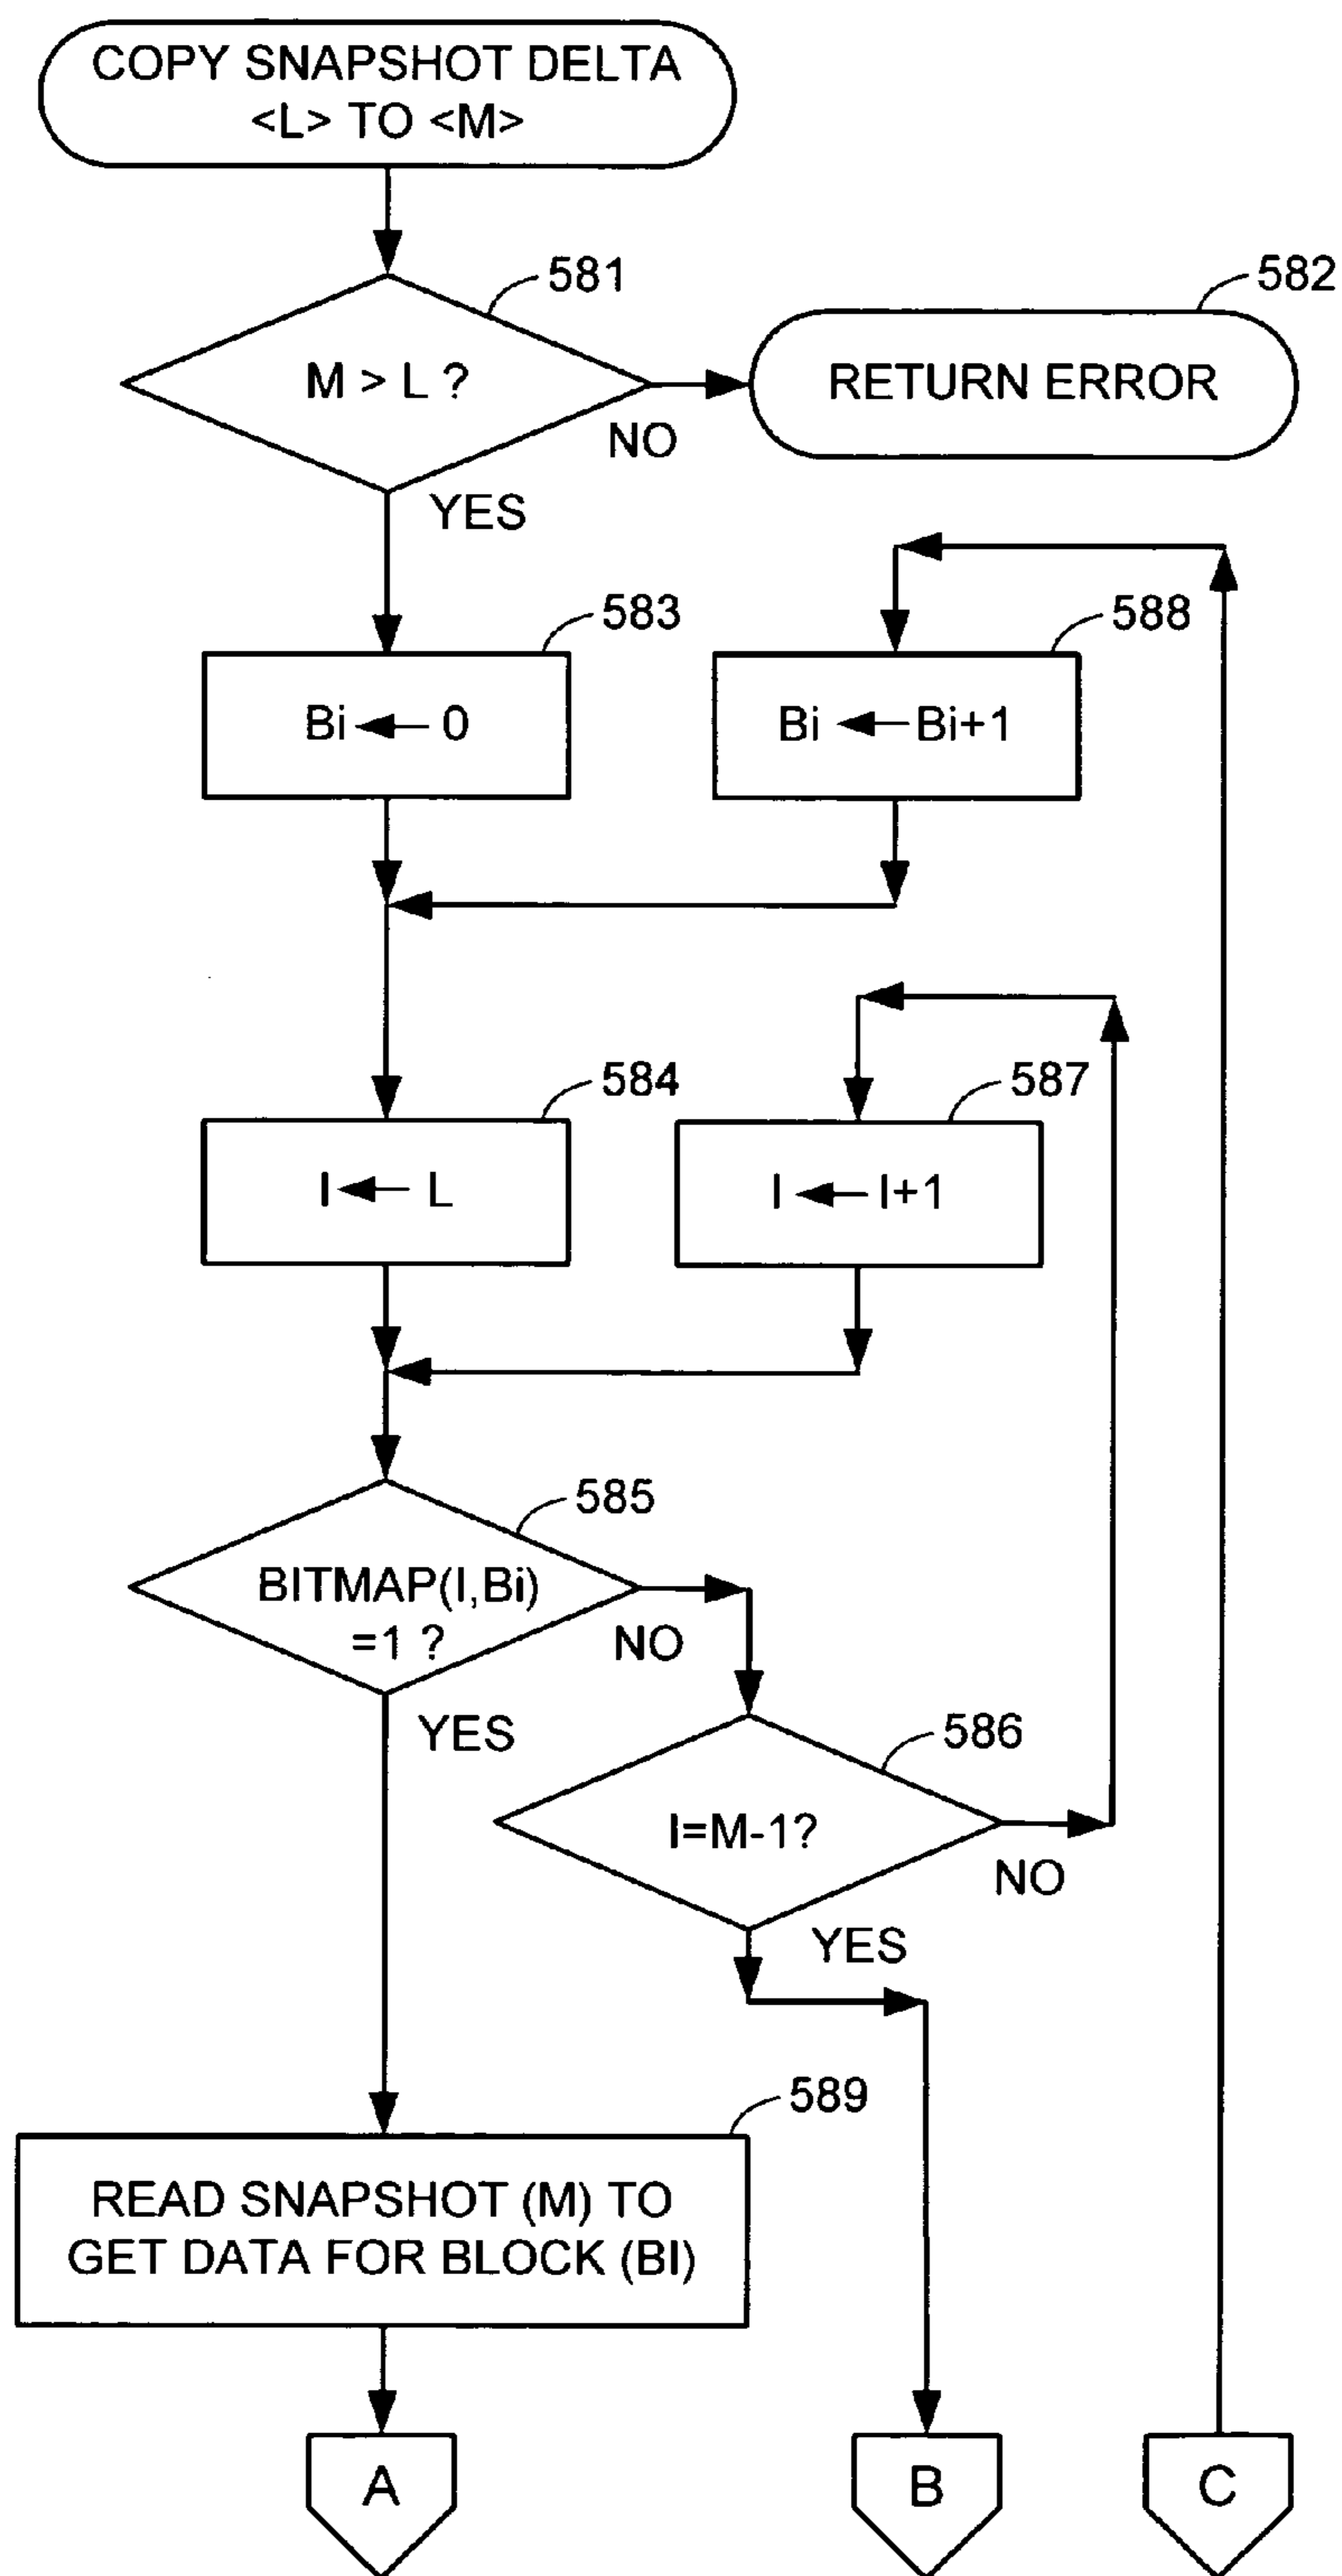 COPY SNAPSHOT DELTA
<L> TO <M>
581
582
M > L ?
RETURN ERROR
NO
YES
583
588
Bi ← 0
Bi ← Bi+1
584
587
I ← L
I ← I+1
585
BITMAP(I,Bi)
=1 ?
NO
YES
586
I=M-1?
NO
YES
589
READ SNAPSHOT (M) TO
GET DATA FOR BLOCK (BI)
A
B
C